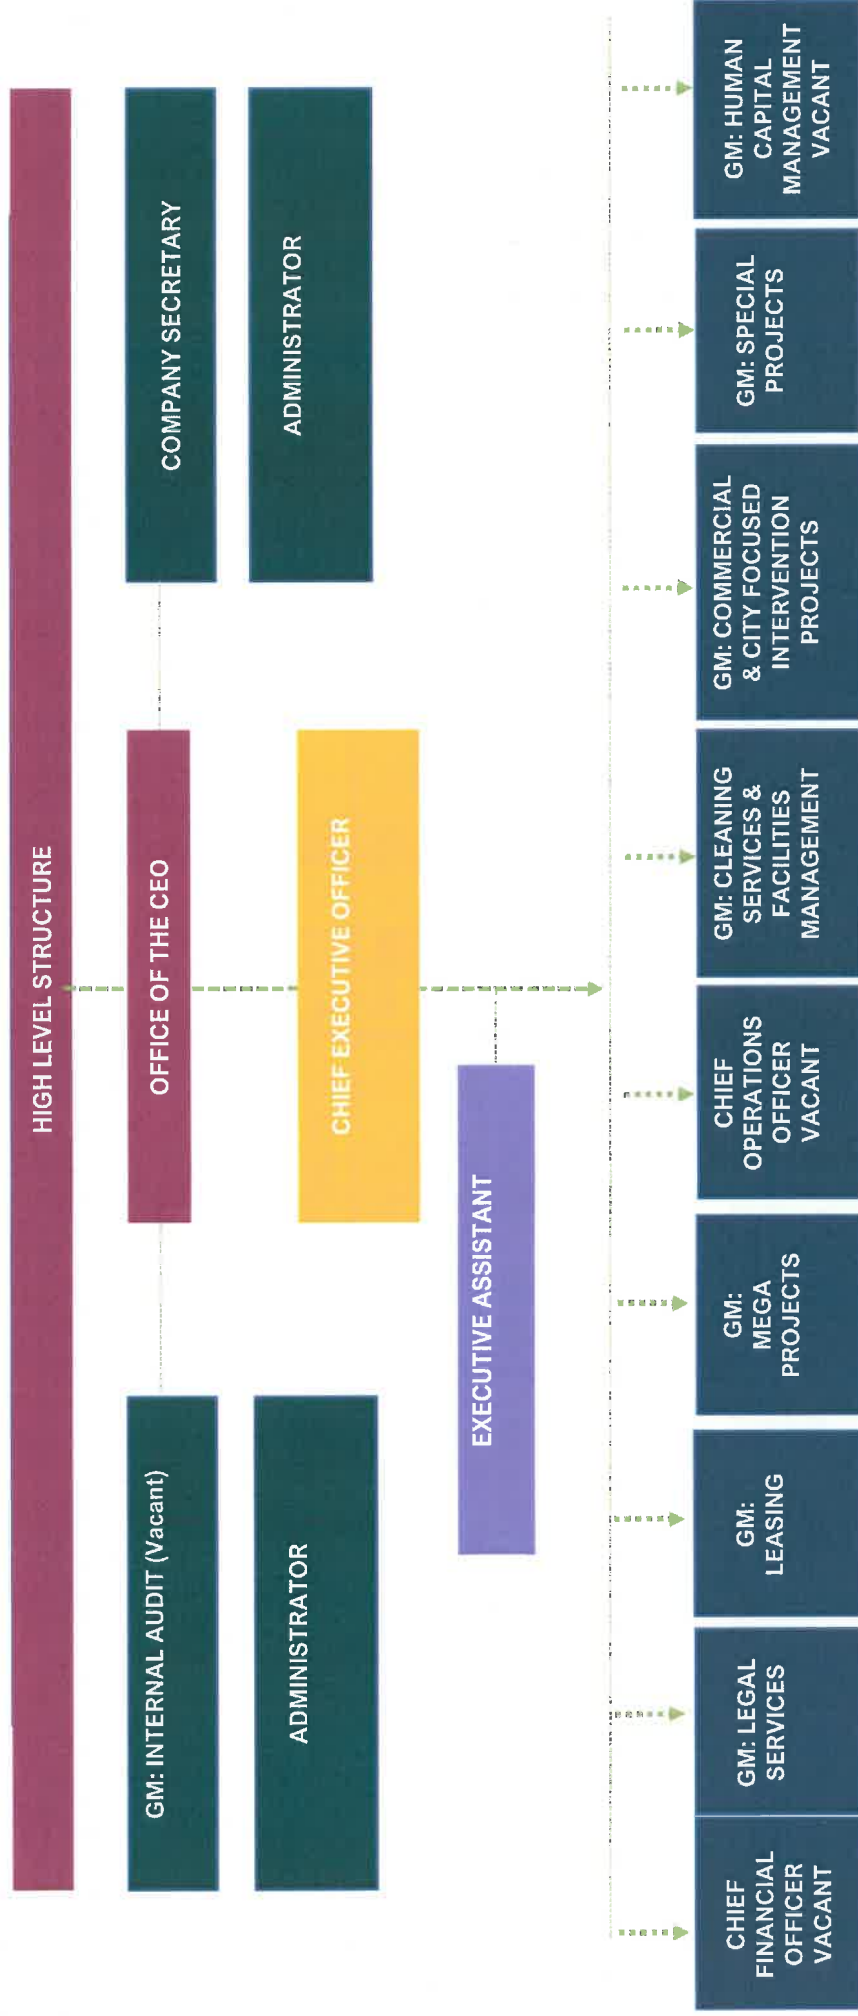 HIGH LEVEL STRUCTURE
GM: INTERNAL AUDIT (Vacant)
OFFICE OF THE CEO
COMPANY SECRETARY
ADMINISTRATOR
CHIEF EXECUTIVE OFFICER
ADMINISTRATOR
EXECUTIVE ASSISTANT
CHIEF
FINANCIAL
OFFICER
VACANT
GM: LEGAL
SERVICES
GM:
LEASING
GM:
MEGA
PROJECTS
CHIEF
OPERATIONS
OFFICER
VACANT
GM: CLEANING
SERVICES &
FACILITIES
MANAGEMENT
GM: COMMERCIAL
& CITY FOCUSED
INTERVENTION
PROJECTS
GM: SPECIAL
PROJECTS
GM: HUMAN
CAPITAL
MANAGEMENT
VACANT